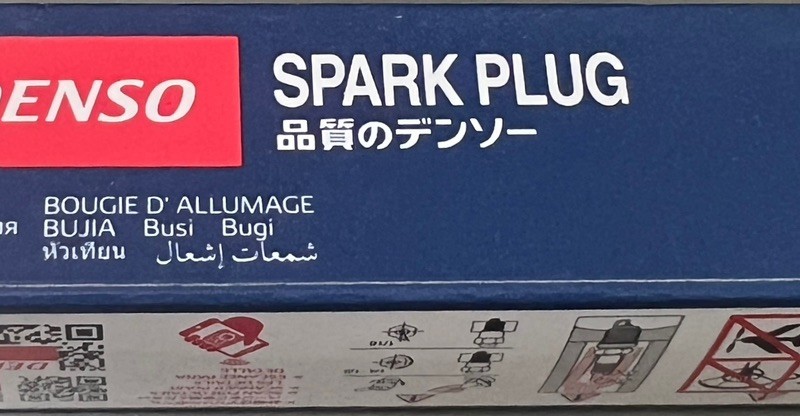 DENSO
SPARK PLUG
品質のデンソー
BOUGIE D' ALLUMAGE
BUJIA Busi Bugi
หัวเทียน شمعات إشعال